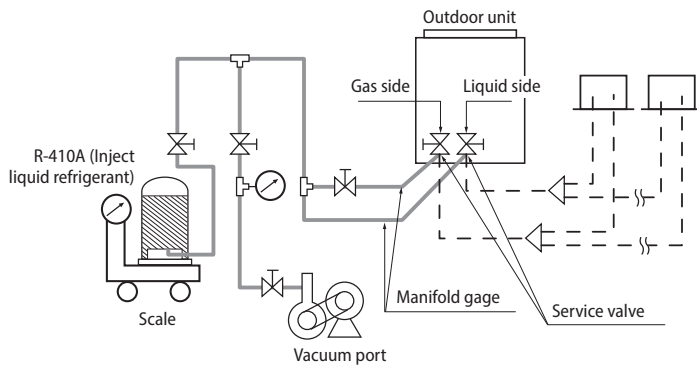 Outdoor unit
Gas side
Liquid side
R-410A (Inject
liquid refrigerant)
Scale
Manifold gage
Service valve
Vacuum port